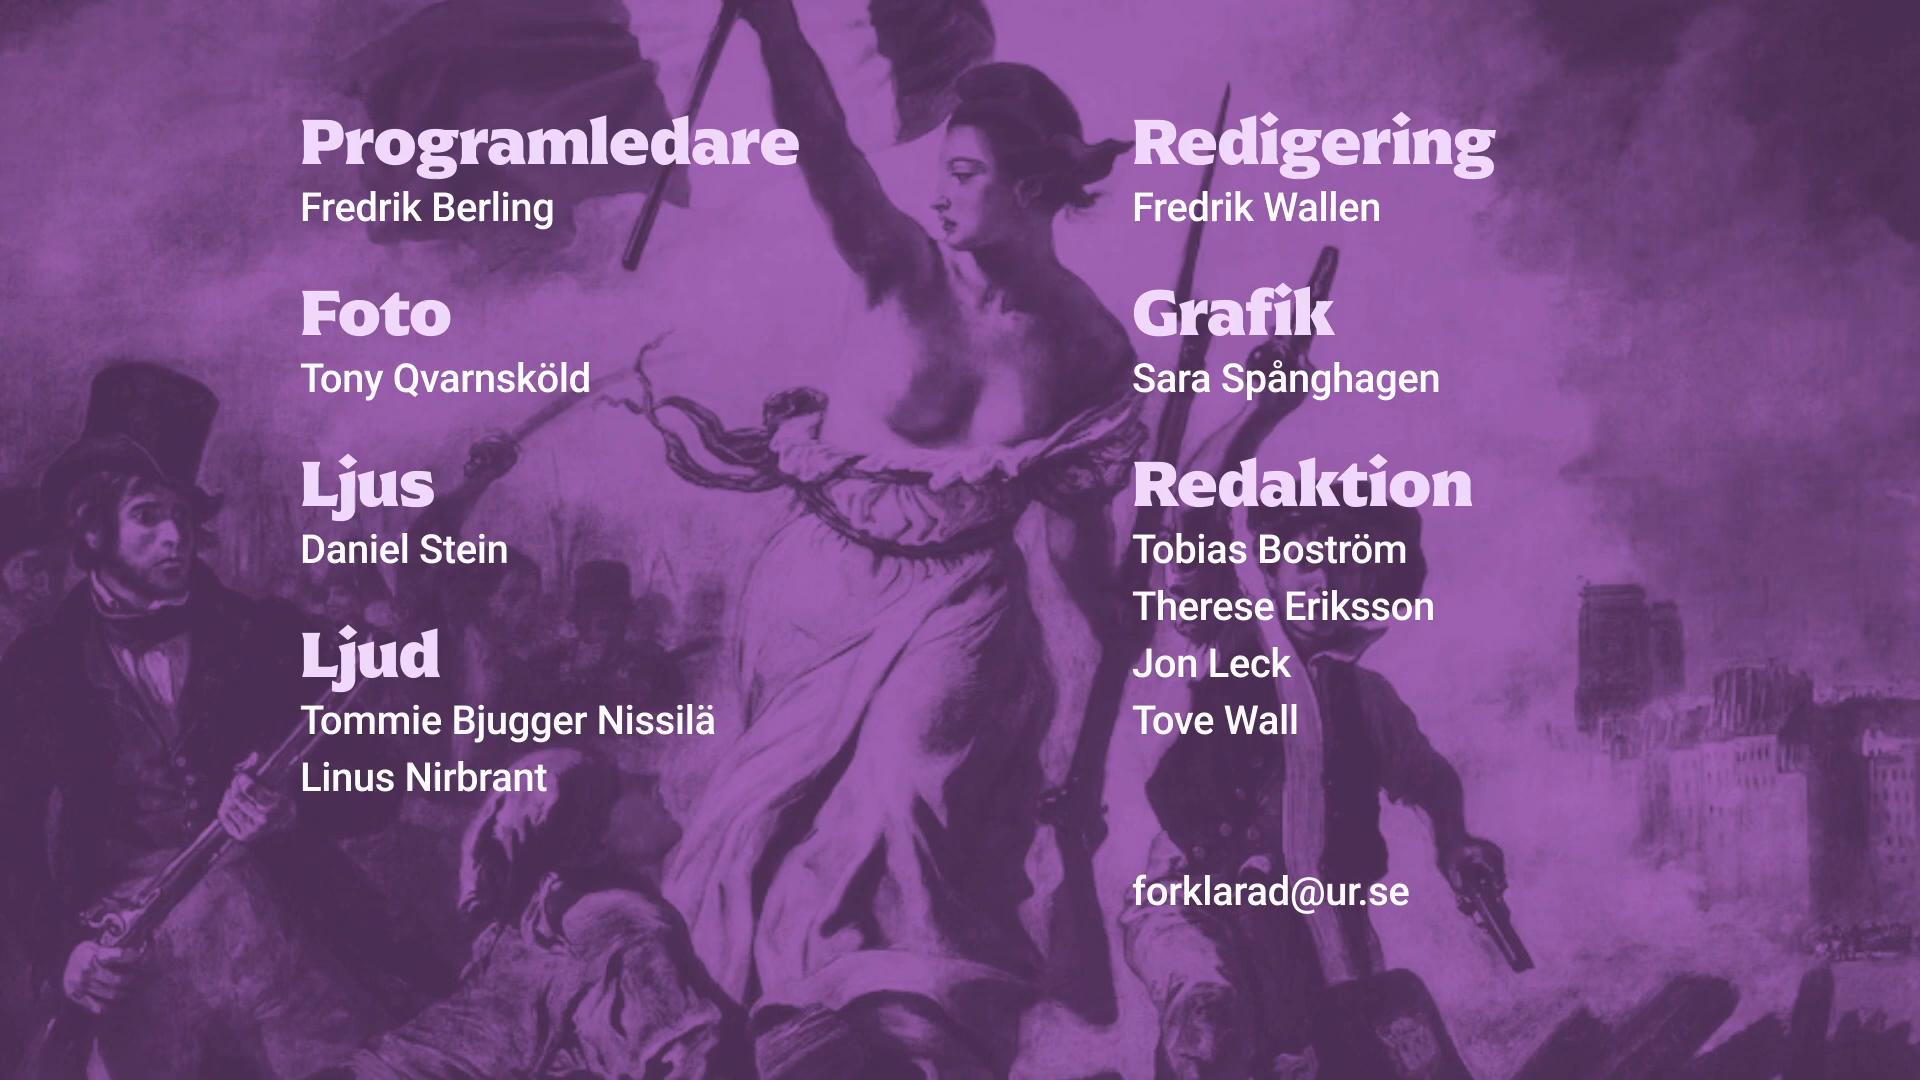 Programledare
Fredrik Berling
Foto
Tony Qvarnsköld
Ljus
Daniel Stein
Ljud
Tommie Bjugger Nissilä
Linus Nirbrant
Redigering
Fredrik Wallen
Grafik
Sara Spånghagen
Redaktion
Tobias Boström
Therese Eriksson
Jon Leck
Tove Wall
forklarad@ur.se